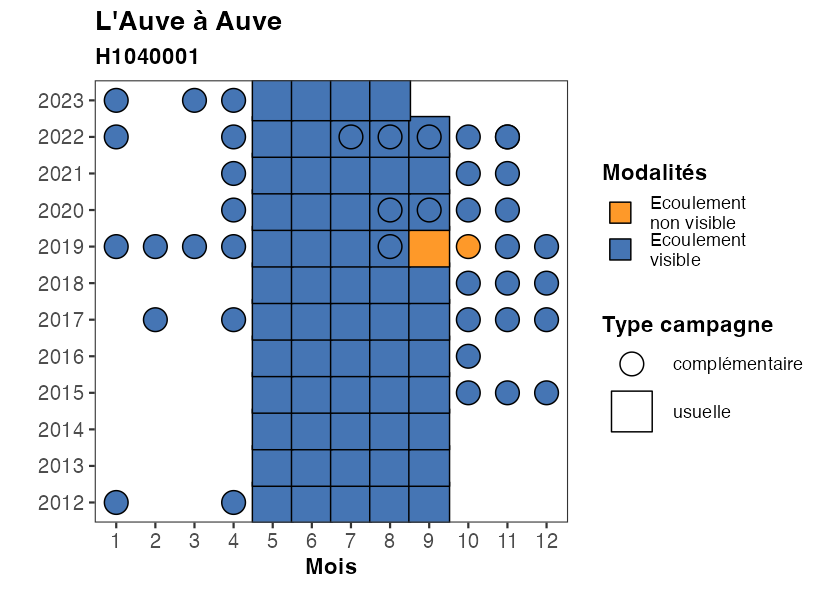 L'Auve à Auve
H1040001
2023
2022
2021
2020
2019
2018
2017
2016
2015
2014
2013
2012
1 2 3 4 5 6 7 8 9 10 11 12
Mois
Modalités
Ecoulement
non visible
Ecoulement
visible
Type campagne
complémentaire
usuelle